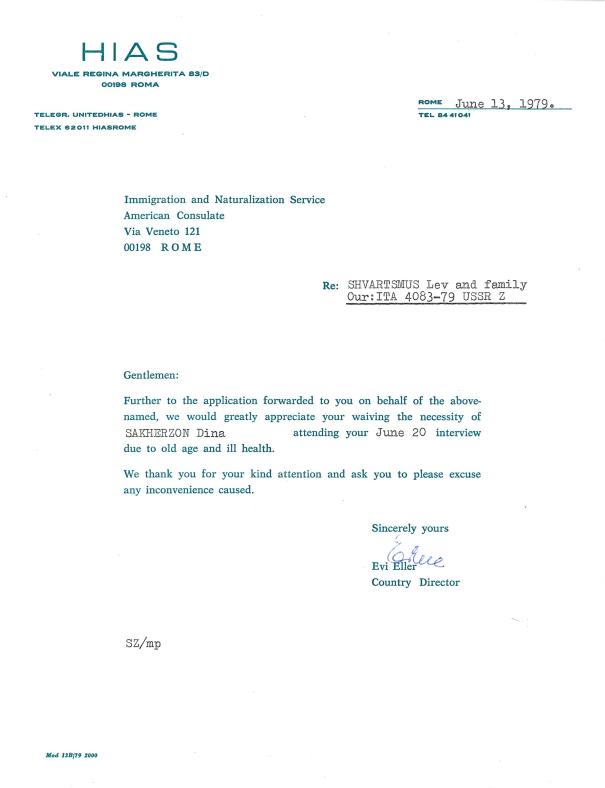 HIAS
VIALE REGINA MARGHERITA 83/D
00198 ROMA
TELEGR. UNITEDHIAS - ROME
TELEX 62011 HIASROME
ROME June 13, 1979.
TEL 84 41 041
Immigration and Naturalization Service
American Consulate
Via Veneto 121
00198 ROME
Re: SHVARTSMUS Lev and family
Our:ITA 4083-79 USSR Z
Gentlemen:
Further to the application forwarded to you on behalf of the above-
named, we would greatly appreciate your waiving the necessity of
SAKHERZON Dina attending your June 20 interview
due to old age and ill health.
We thank you for your kind attention and ask you to please excuse
any inconvenience caused.
Sincerely yours
Evi Eller
Country Director
SZ/mp
Mod 12B/79 2000